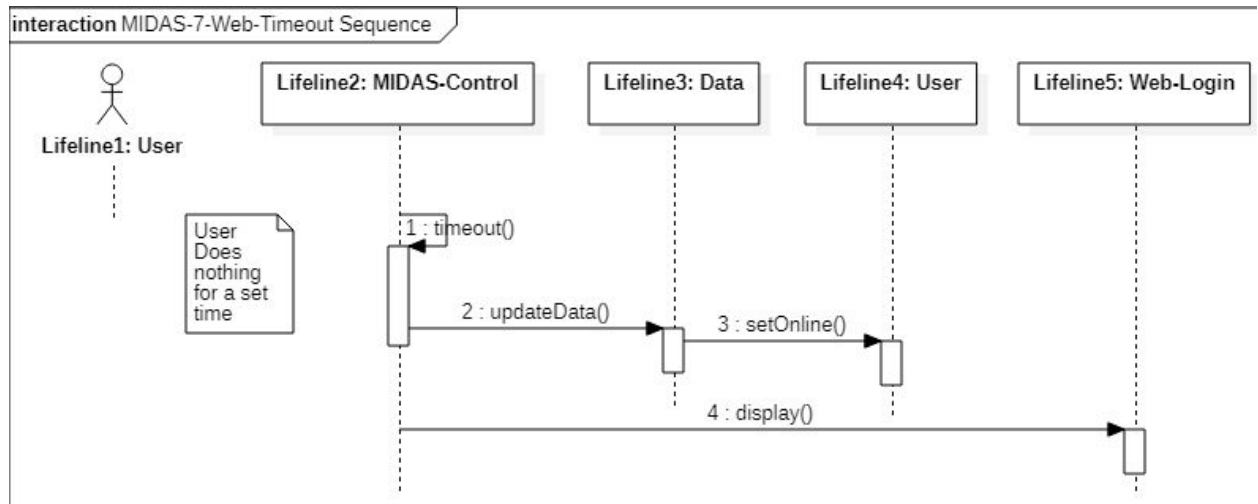 interaction MIDAS-7-Web-Timeout Sequence
Lifeline1: User
Lifeline2: MIDAS-Control
Lifeline3: Data
Lifeline4: User
Lifeline5: Web-Login
User
Does
nothing
for a set
time
1 : timeout()
2 : updateData()
3 : setOnline()
4 : display()